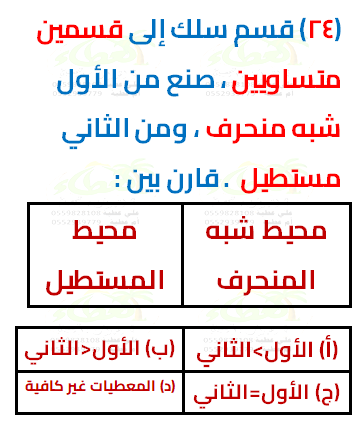 (٢٤) قسم سلك إلى قسمين
متساويين ، صنع من الأول
شبه منحرف ، ومن الثاني
مستطيل . قارن بين :
محيط شبه المنحرف
محيط المستطيل
(أ) الأول>الثاني
(ب) الأول<الثاني
(ج) الأول=الثاني
(د) المعطيات غير كافية